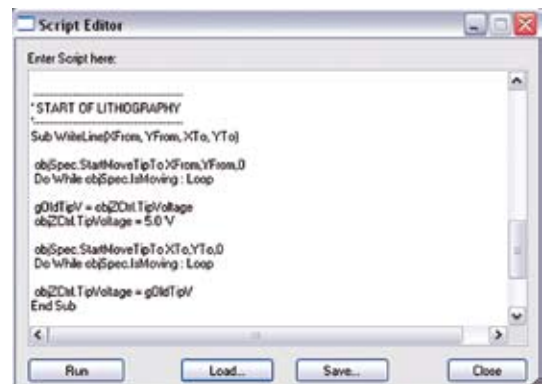 Script Editor
Enter Script here:
'----------------------------------
'START OF LITHOGRAPHY
'----------------------------------
Sub WriteLine(XFrom, YFrom, XTo, YTo)
objSpec.StartMoveTipTo XFrom,YFrom,0
Do While objSpec.IsMoving : Loop
gOldTipV = objZCtrl.TipVoltage
objZCtrl.TipVoltage = 5.0 'V
objSpec.StartMoveTipTo XTo,YTo,0
Do While objSpec.IsMoving : Loop
objZCtrl.TipVoltage = gOldTipV
End Sub
Run Load... Save... Close